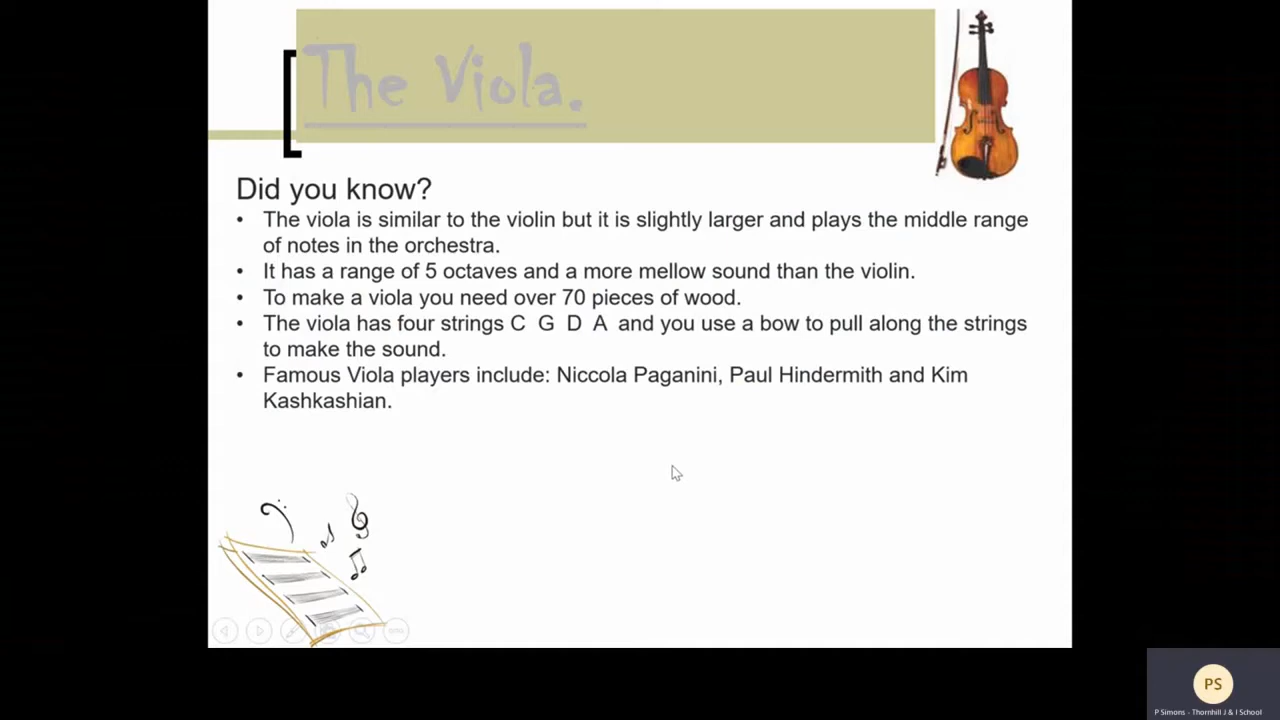 The Viola.
Did you know?
• The viola is similar to the violin but it is slightly larger and plays the middle range
of notes in the orchestra.
• It has a range of 5 octaves and a more mellow sound than the violin.
• To make a viola you need over 70 pieces of wood.
• The viola has four strings C G D A and you use a bow to pull along the strings
to make the sound.
• Famous Viola players include: Niccola Paganini, Paul Hindermith and Kim
Kashkashian.
PS
P Simons - Thornhill J & I School